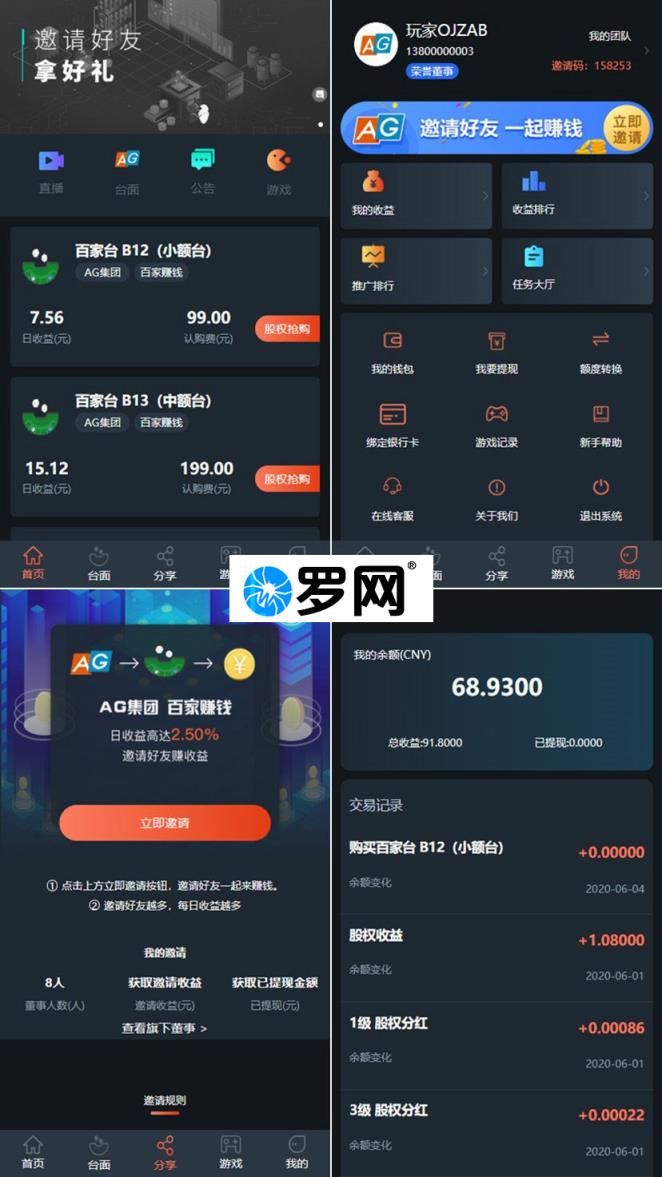 邀请好友
拿好礼
直播
AG
台面
公告
游戏
百家台 B12（小额台）
AG集团
百家赚钱
7.56
日收益(元)
99.00
认购费(元)
股权抢购
百家台 B13（中额台）
AG集团
百家赚钱
15.12
日收益(元)
199.00
认购费(元)
股权抢购
首页
台面
分享
我的团队
AG
玩家OJZAB
13800000003
荣誉董事
邀请码：158253
AG
邀请好友 一起赚钱
立即
邀请
我的收益
收益排行
推广排行
任务大厅
我的钱包
我要提现
额度转换
绑定银行卡
游戏记录
新手帮助
在线客服
关于我们
退出系统
面
分享
游戏
我的
罗网®
AG
¥
AG集团 百家赚钱
日收益高达2.50%
邀请好友赚收益
立即邀请
① 点击上方立即邀请按钮，邀请好友一起来赚钱。
② 邀请好友越多，每日收益越多
我的邀请
8人
董事人数(人)
获取邀请收益
邀请收益(元)
获取已提现金额
已提现(元)
查看旗下董事 >
邀请规则
首页
台面
分享
游戏
我的
我的余额(CNY)
68.9300
总收益:91.8000
已提现:0.0000
交易记录
购买百家台 B12（小额台）
+0.00000
余额变化
2020-06-04
股权收益
+1.08000
余额变化
2020-06-01
1级 股权分红
+0.00086
余额变化
2020-06-01
3级 股权分红
+0.00022
余额变化
2020-06-01